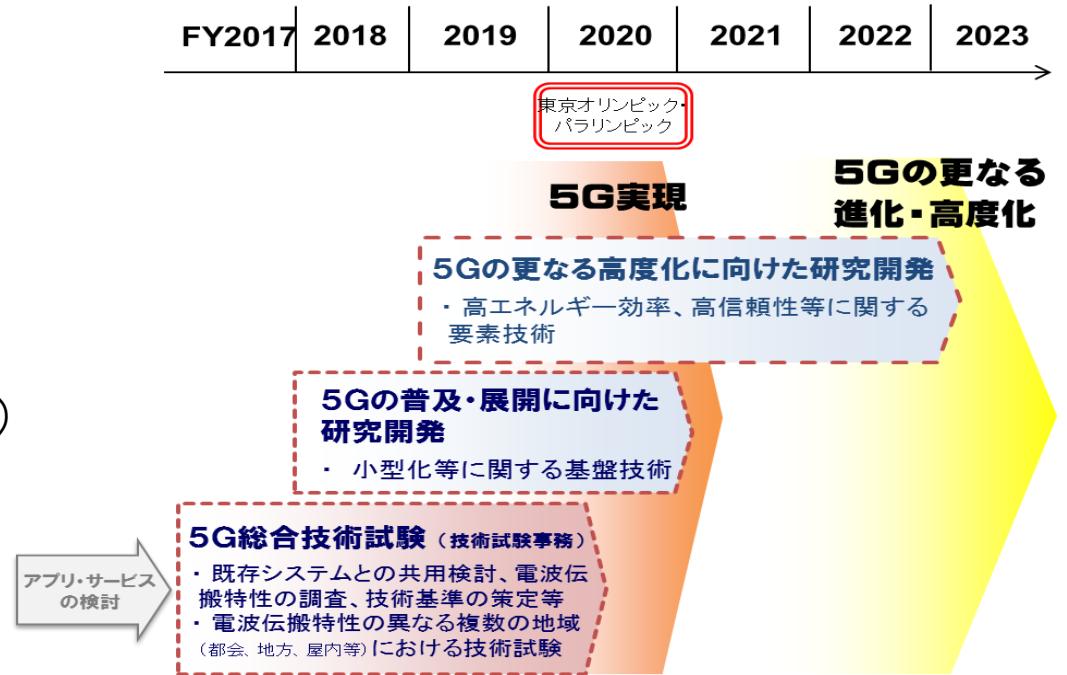 FY2017 2018 2019 2020 2021 2022 2023
東京オリンピック・
パラリンピック
5G実現
5Gの更なる
進化・高度化
5Gの更なる高度化に向けた研究開発
・高エネルギー効率、高信頼性等に関する
要素技術
5Gの普及・展開に向けた
研究開発
・ 小型化等に関する基盤技術
5G総合技術試験（技術試験事務）
・既存システムとの共用検討、電波伝
搬特性の調査、技術基準の策定等
・電波伝搬特性の異なる複数の地域
（都会、地方、屋内等）における技術試験
アプリ・サービス
の検討